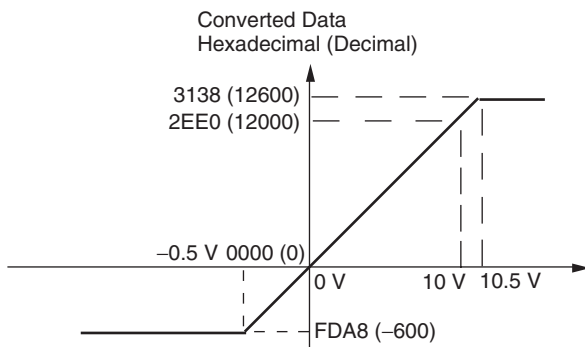 Converted Data
Hexadecimal (Decimal)
3138 (12600)
2EE0 (12000)
−0.5 V 0000 (0)
0 V 10 V 10.5 V
FDA8 (−600)